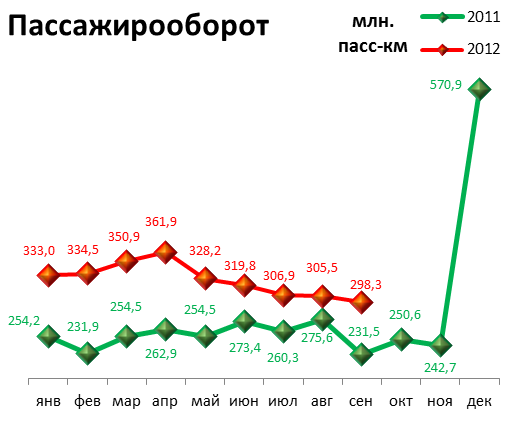 Пассажирооборот
млн.
пасс-км
2011
2012
570,9
333,0 334,5 350,9 361,9 328,2 319,8 306,9 305,5 298,3
254,2 231,9 254,5 262,9 254,5 273,4 260,3 275,6 231,5 250,6 242,7
янв фев мар апр май июн июл авг сен окт ноя дек